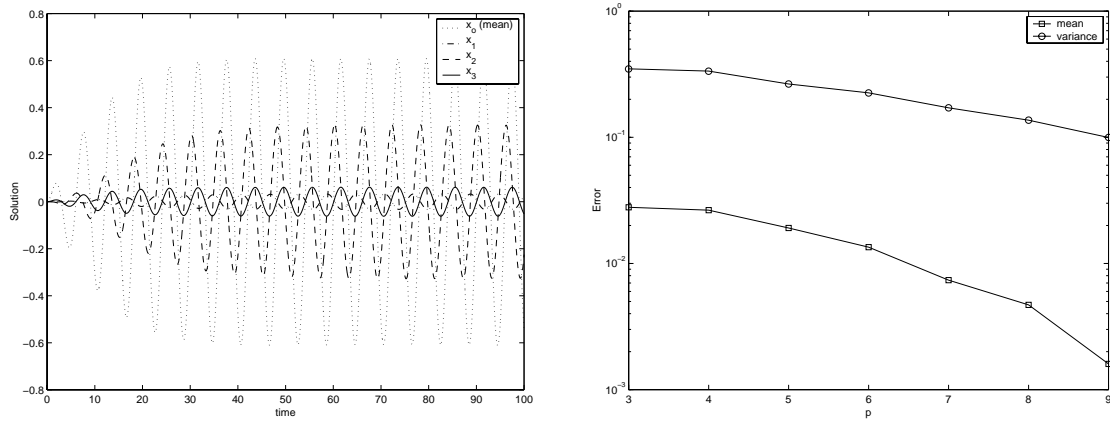 0.8
0.6
0.4
0.2
0
−0.2
−0.4
−0.6
−0.8
Solution
0 10 20 30 40 50 60 70 80 90 100
time
x_o (mean)
x_1
x_2
x_3
10^0
10^-1
10^-2
10^-3
Error
3 4 5 6 7 8 9
p
mean
variance